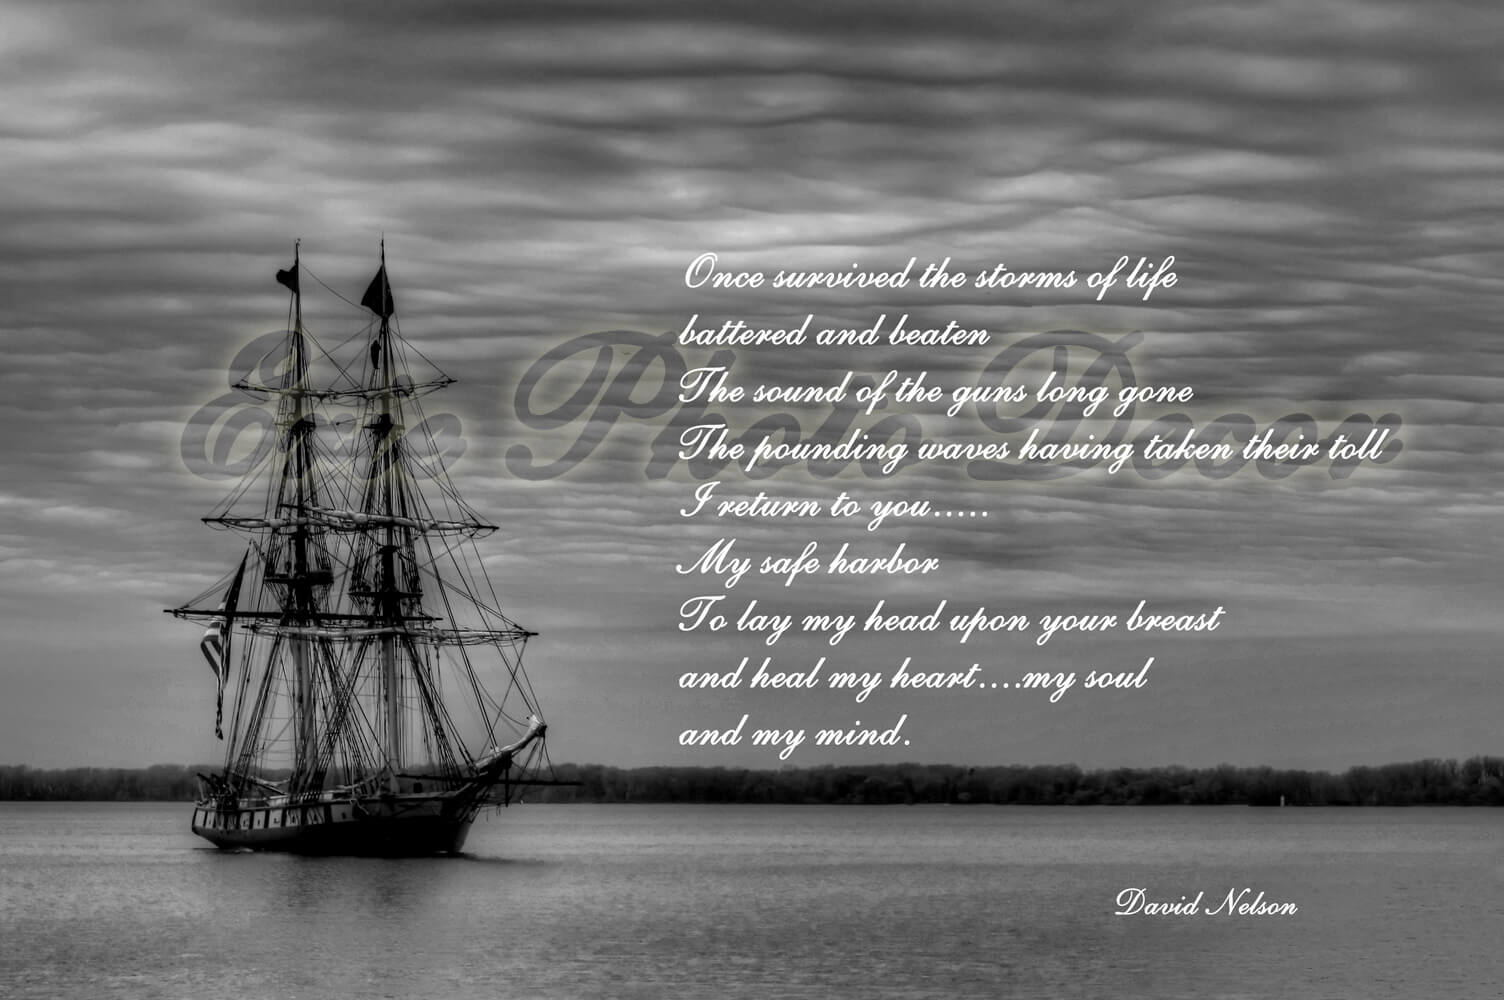 Once survived the storms of life
battered and beaten
Erie Photo Decor
The sound of the guns long gone
The pounding waves having taken their toll
I return to you.....
My safe harbor
To lay my head upon your breast
and heal my heart....my soul
and my mind.
David Nelson